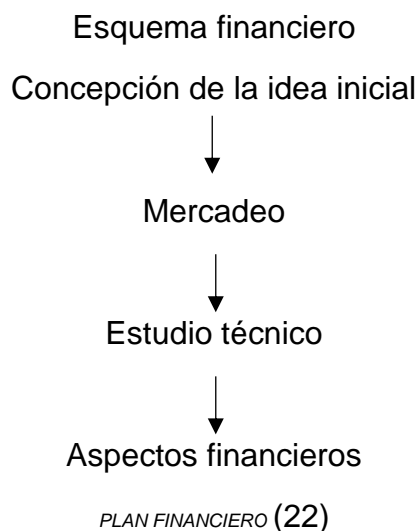 Esquema financiero
Concepción de la idea inicial
Mercadeo
Estudio técnico
Aspectos financieros
PLAN FINANCIERO (22)